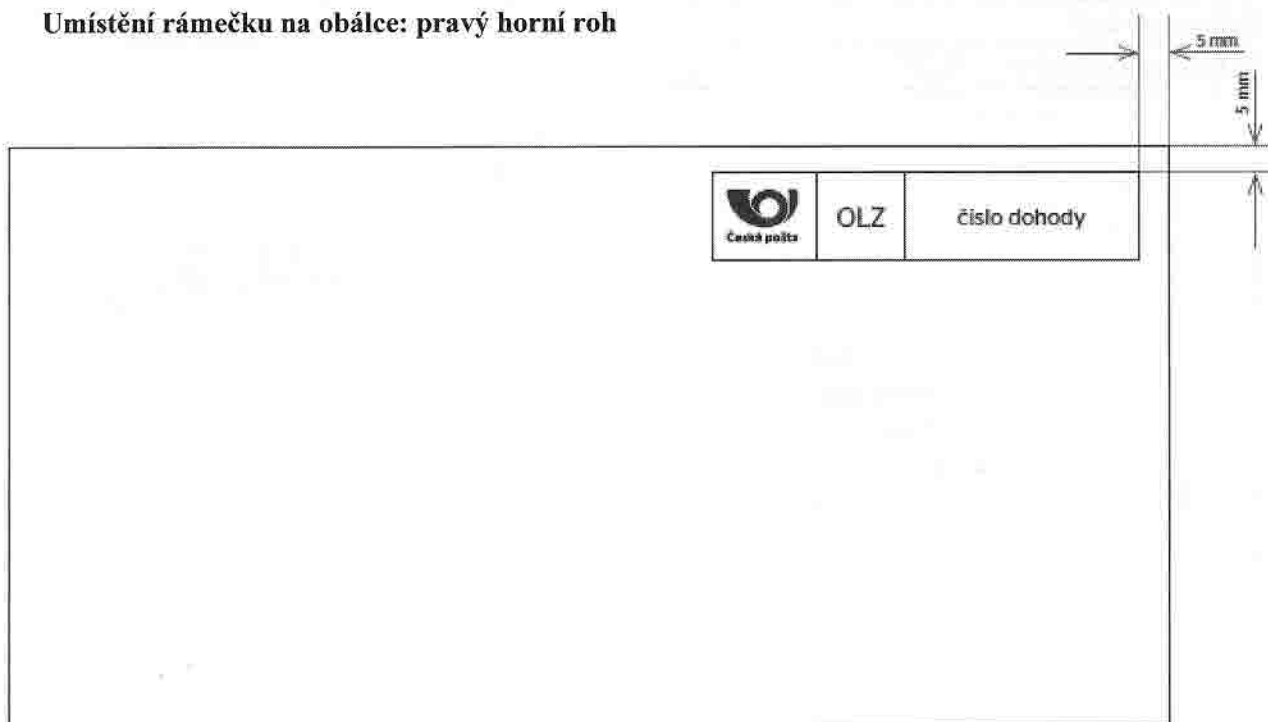 Umístění rámečku na obálce: pravý horní roh
5 mm
5 mm
Česká pošta
OLZ
číslo dohody